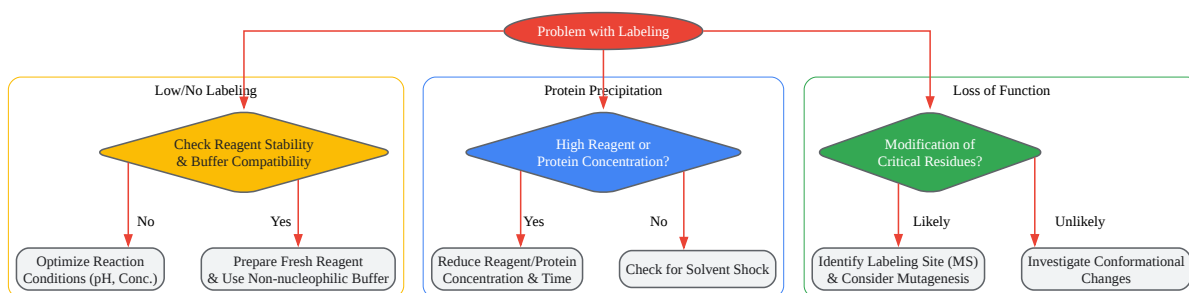 Problem with Labeling
Low/No Labeling
Check Reagent Stability
& Buffer Compatibility
No
Yes
Optimize Reaction
Conditions (pH, Conc.)
Prepare Fresh Reagent
& Use Non-nucleophilic Buffer
Protein Precipitation
High Reagent or
Protein Concentration?
Yes
No
Reduce Reagent/Protein
Concentration & Time
Check for Solvent Shock
Loss of Function
Modification of
Critical Residues?
Likely
Unlikely
Identify Labeling Site (MS)
& Consider Mutagenesis
Investigate Conformational
Changes